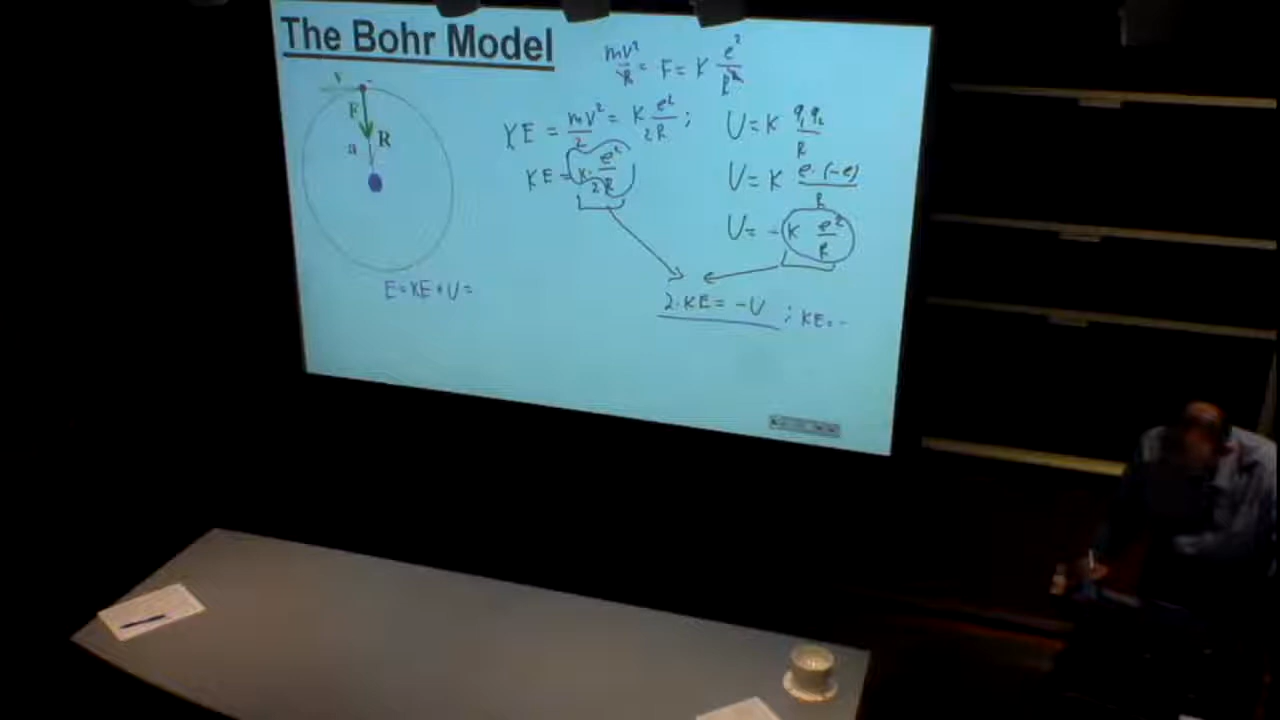 The Bohr Model
mv²/R = F = K e²/R²
v
F
R
a
KE = mv²/2 = K e²/2R ;
KE = K · e²/2R
U = K q₁q₂/R
U = K e·(-e)/R
U = - K e²/R
E = KE + U =
2·KE = -U ; KE = -